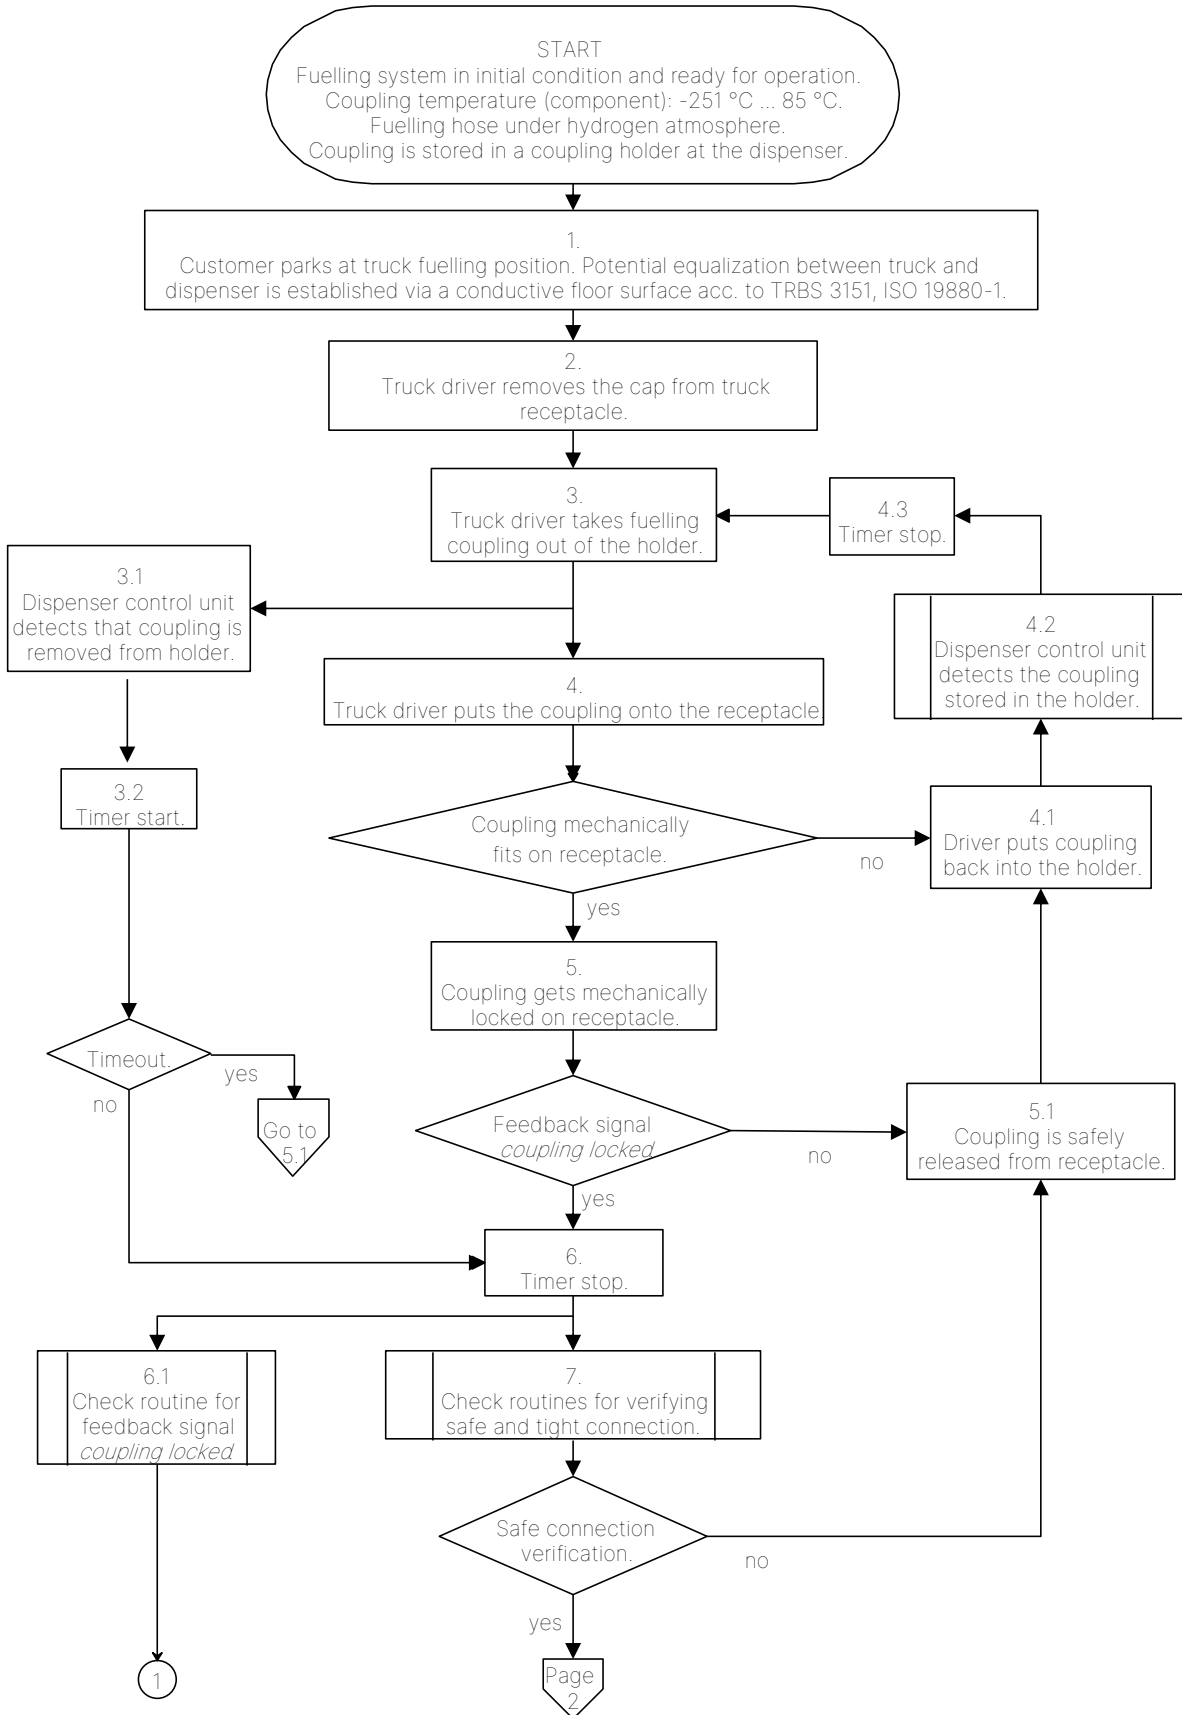 START
Fuelling system in initial condition and ready for operation.
Coupling temperature (component): -251 °C ... 85 °C.
Fuelling hose under hydrogen atmosphere.
Coupling is stored in a coupling holder at the dispenser.
1.
Customer parks at truck fuelling position. Potential equalization between truck and
dispenser is established via a conductive floor surface acc. to TRBS 3151, ISO 19880-1.
2.
Truck driver removes the cap from truck
receptacle.
3.
Truck driver takes fuelling
coupling out of the holder.
4.3
Timer stop.
3.1
Dispenser control unit
detects that coupling is
removed from holder.
4.2
Dispenser control unit
detects the coupling
stored in the holder.
4.
Truck driver puts the coupling onto the receptacle.
3.2
Timer start.
Coupling mechanically
fits on receptacle.
no
4.1
Driver puts coupling
back into the holder.
yes
5.
Coupling gets mechanically
locked on receptacle.
Timeout.
yes
no
Go to
5.1
Feedback signal
coupling locked.
no
5.1
Coupling is safely
released from receptacle.
yes
6.
Timer stop.
6.1
Check routine for
feedback signal
coupling locked.
7.
Check routines for verifying
safe and tight connection.
Safe connection
verification.
no
yes
1
Page
2